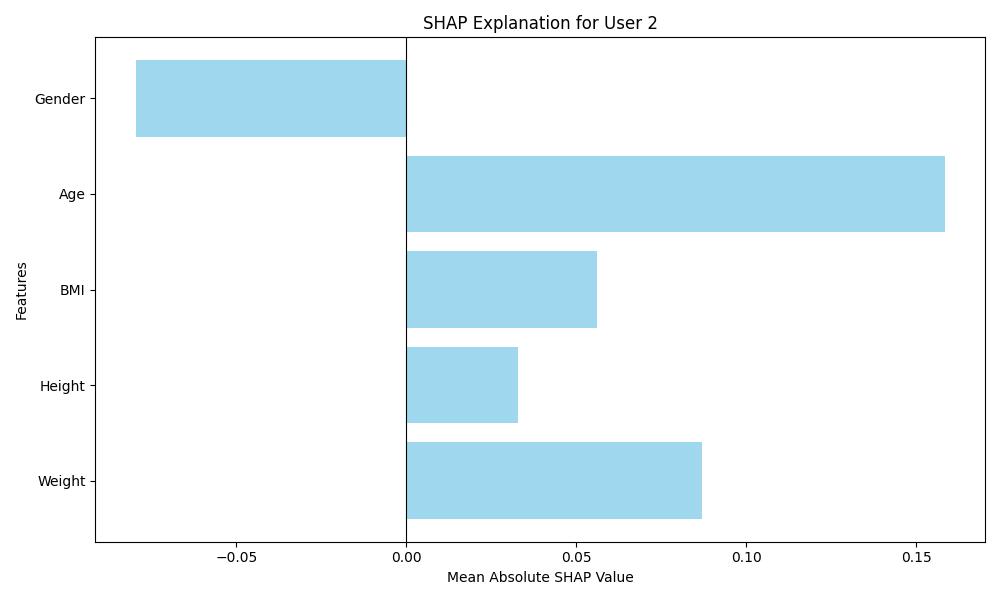 SHAP Explanation for User 2
Gender
Age
BMI
Height
Weight
Features
−0.05
0.00
0.05
0.10
0.15
Mean Absolute SHAP Value